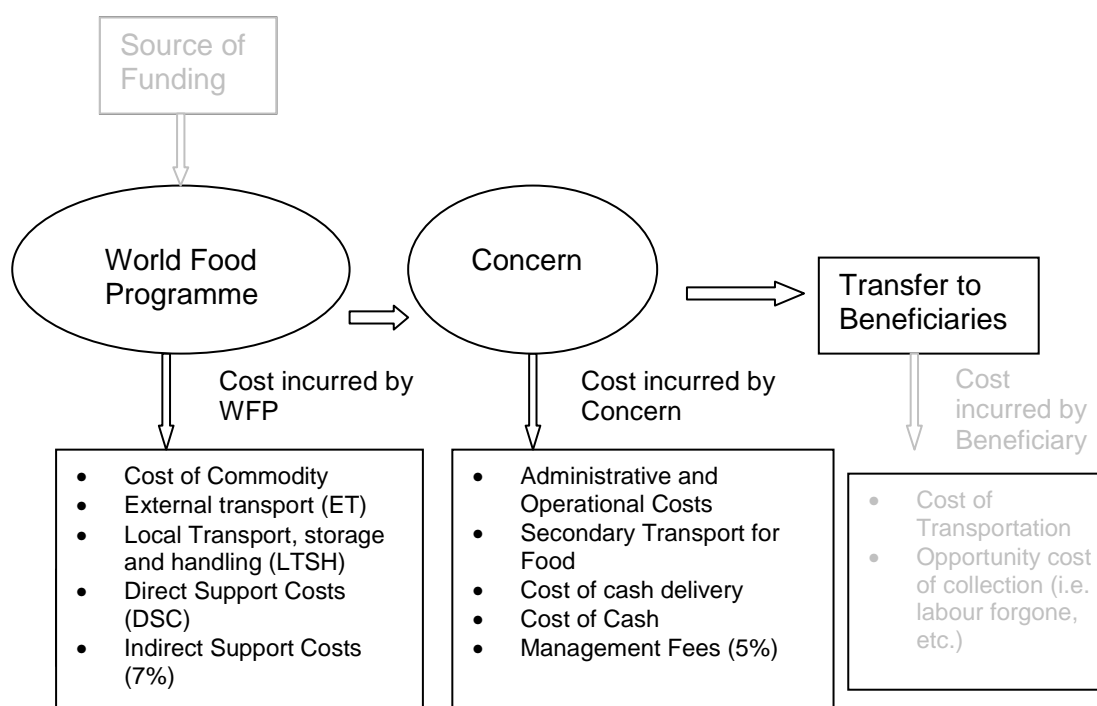 Source of
Funding
World Food
Programme
Concern
Transfer to
Beneficiaries
Cost incurred by
WFP
Cost incurred by
Concern
Cost
incurred by
Beneficiary
• Cost of Commodity
• External transport (ET)
• Local Transport, storage
and handling (LTSH)
• Direct Support Costs
(DSC)
• Indirect Support Costs
(7%)
• Administrative and
Operational Costs
• Secondary Transport for
Food
• Cost of cash delivery
• Cost of Cash
• Management Fees (5%)
• Cost of
Transportation
• Opportunity cost
of collection (i.e.
labour forgone,
etc.)